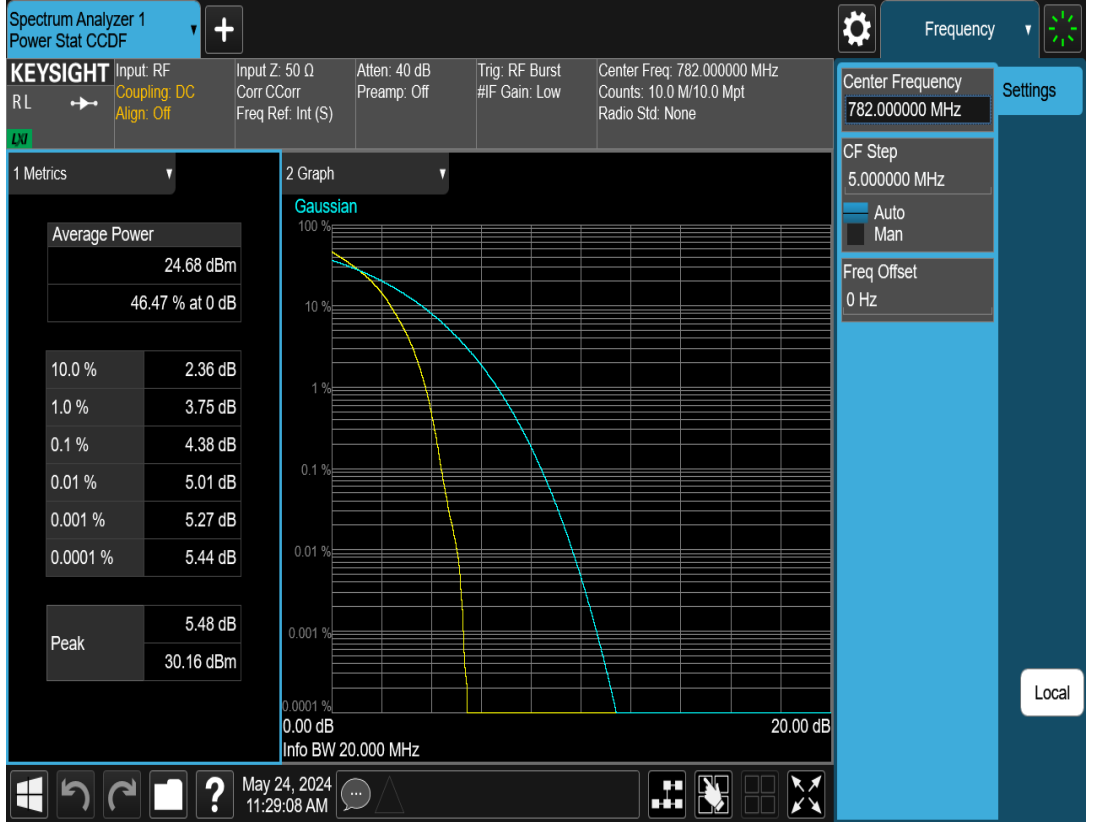 Spectrum Analyzer 1
Power Stat CCDF
+
Frequency
KEYSIGHT
RL
LXI
Input: RF
Coupling: DC
Align: Off
Input Z: 50 Ω
Corr CCorr
Freq Ref: Int (S)
Atten: 40 dB
Preamp: Off
Trig: RF Burst
#IF Gain: Low
Center Freq: 782.000000 MHz
Counts: 10.0 M/10.0 Mpt
Radio Std: None
Center Frequency
782.000000 MHz
Settings
CF Step
5.000000 MHz
Auto
Man
Freq Offset
0 Hz
Local
1 Metrics
Average Power
24.68 dBm
46.47 % at 0 dB
10.0 % 2.36 dB
1.0 % 3.75 dB
0.1 % 4.38 dB
0.01 % 5.01 dB
0.001 % 5.27 dB
0.0001 % 5.44 dB
Peak
5.48 dB
30.16 dBm
2 Graph
Gaussian
100 %
10 %
1 %
0.1 %
0.01 %
0.001 %
0.0001 %
0.00 dB 20.00 dB
Info BW 20.000 MHz
?
May 24, 2024
11:29:08 AM